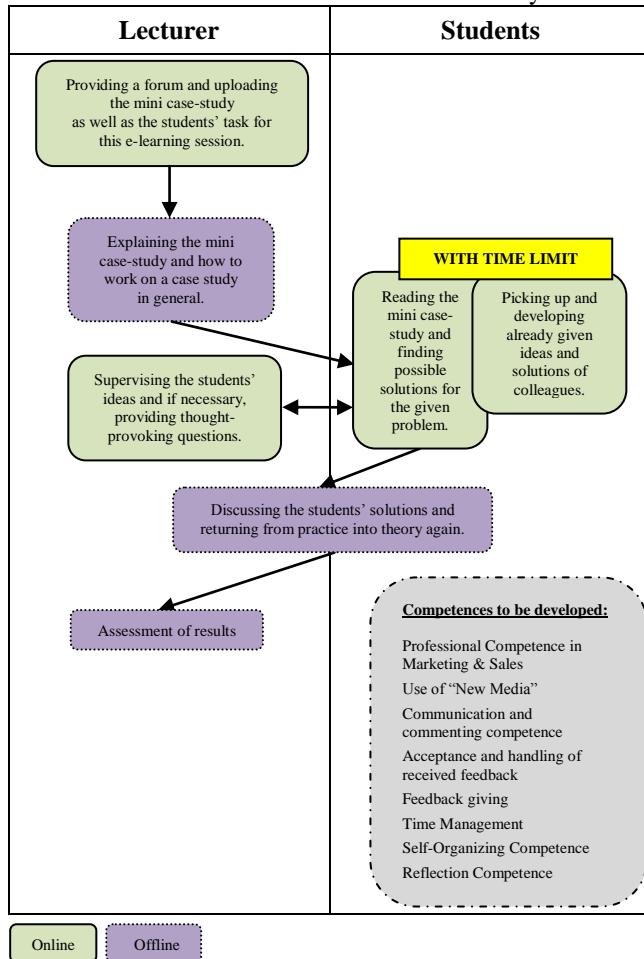 Lecturer
Students
Providing a forum and uploading
the mini case-study
as well as the students' task for
this e-learning session.
Explaining the mini
case-study and how to
work on a case study
in general.
WITH TIME LIMIT
Reading the
mini case-
study and
finding
possible
solutions for
the given
problem.
Picking up and
developing
already given
ideas and
solutions of
colleagues.
Supervising the students'
ideas and if necessary,
providing thought-
provoking questions.
Discussing the students' solutions and
returning from practice into theory again.
Assessment of results
Competences to be developed:
Professional Competence in
Marketing & Sales
Use of “New Media”
Communication and
commenting competence
Acceptance and handling of
received feedback
Feedback giving
Time Management
Self-Organizing Competence
Reflection Competence
Online
Offline